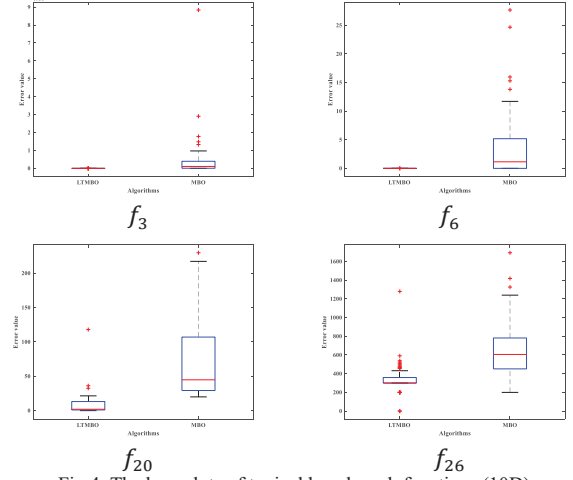 9
8
7
6
5
4
3
2
1
0
Error value
LTMBO MBO
Algorithms
f3
25
20
15
10
5
0
Error value
LTMBO MBO
Algorithms
f6
200
150
100
50
0
Error value
LTMBO MBO
Algorithms
f20
1600
1400
1200
1000
800
600
400
200
0
Error value
LTMBO MBO
Algorithms
f26